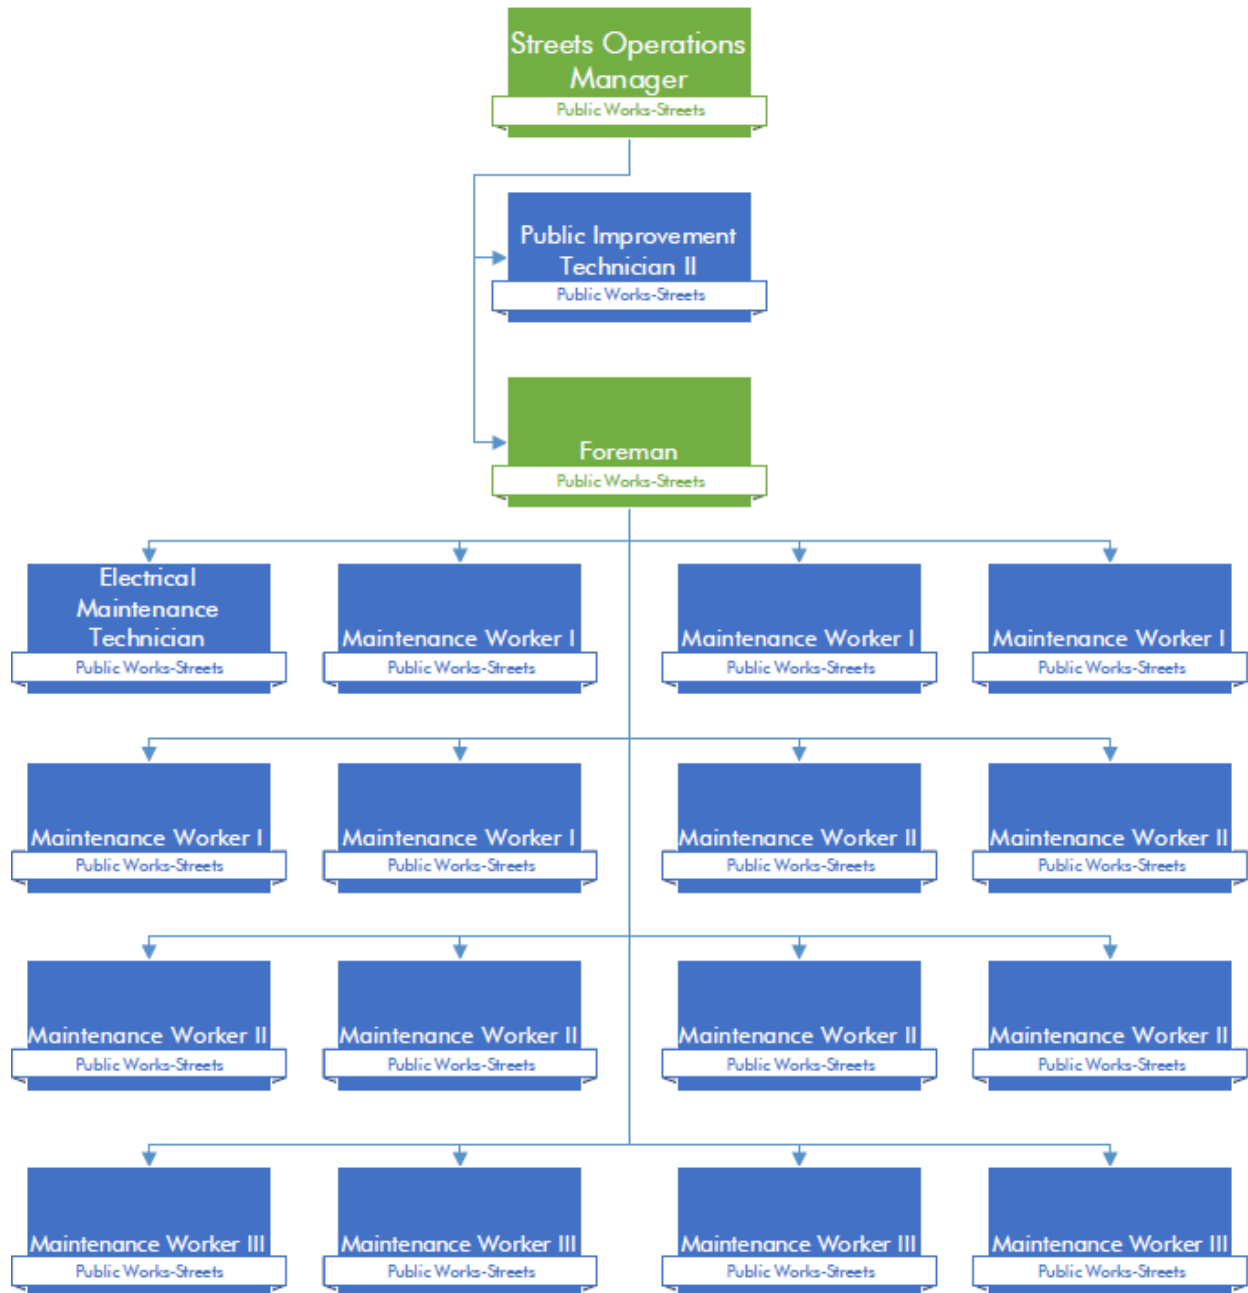 Streets Operations
Manager
Public Works-Streets
Public Improvement
Technician II
Public Works-Streets
Foreman
Public Works-Streets
Electrical
Maintenance
Technician
Public Works-Streets
Maintenance Worker I
Public Works-Streets
Maintenance Worker I
Public Works-Streets
Maintenance Worker I
Public Works-Streets
Maintenance Worker I
Public Works-Streets
Maintenance Worker I
Public Works-Streets
Maintenance Worker II
Public Works-Streets
Maintenance Worker II
Public Works-Streets
Maintenance Worker II
Public Works-Streets
Maintenance Worker II
Public Works-Streets
Maintenance Worker II
Public Works-Streets
Maintenance Worker II
Public Works-Streets
Maintenance Worker III
Public Works-Streets
Maintenance Worker III
Public Works-Streets
Maintenance Worker III
Public Works-Streets
Maintenance Worker III
Public Works-Streets